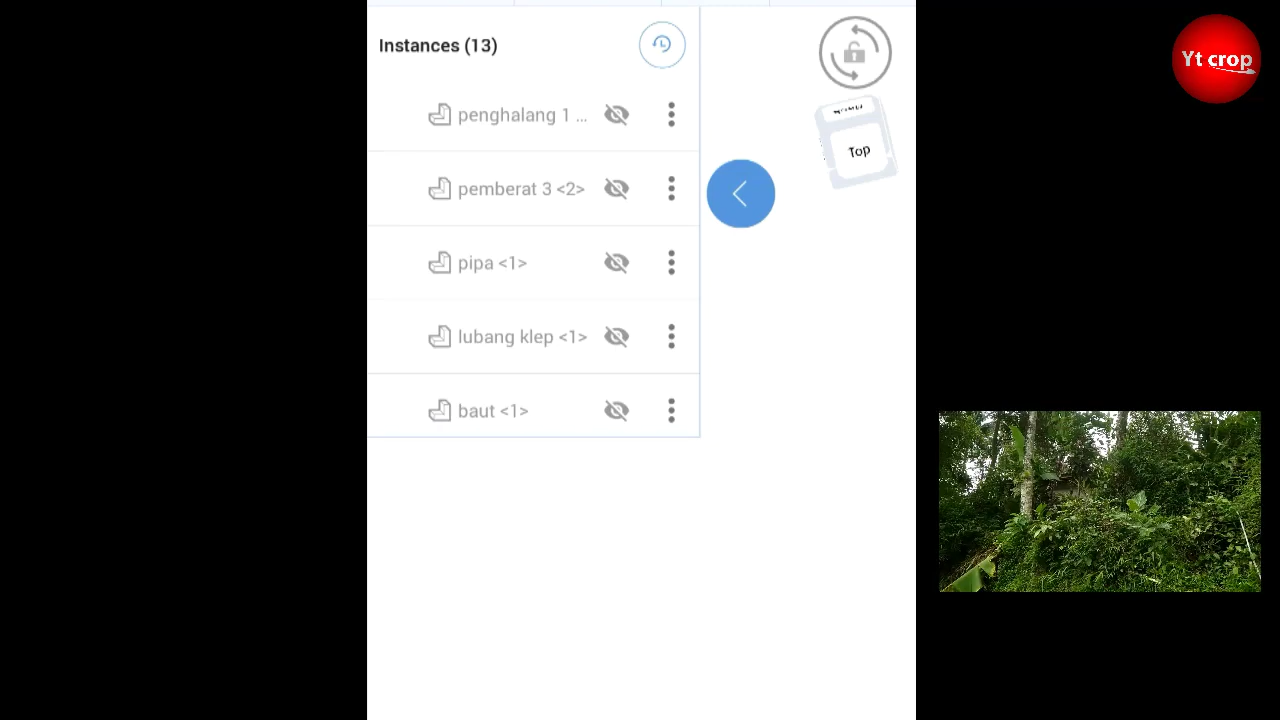 Instances (13)
penghalang 1 ...
pemberat 3 <2>
pipa <1>
lubang klep <1>
baut <1>
Top
Yt crop